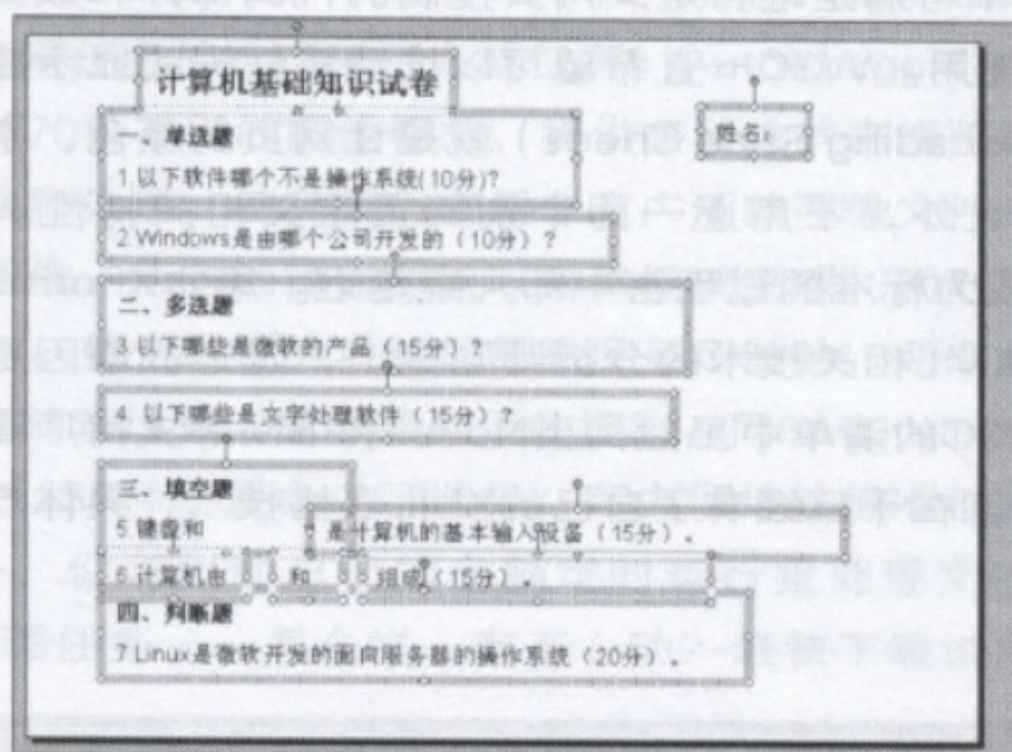 计算机基础知识试卷
姓名:
一、单选题
1.以下软件哪个不是操作系统(10分)?
2.Windows是由哪个公司开发的（10分）？
二、多选题
3.以下哪些是微软的产品（15分）？
4.以下哪些是文字处理软件（15分）？
三、填空题
5.键盘和 是计算机的基本输入设备（15分）。
6.计算机由 和 组成（15分）。
四、判断题
7.Linux是微软开发的面向服务器的操作系统（20分）。